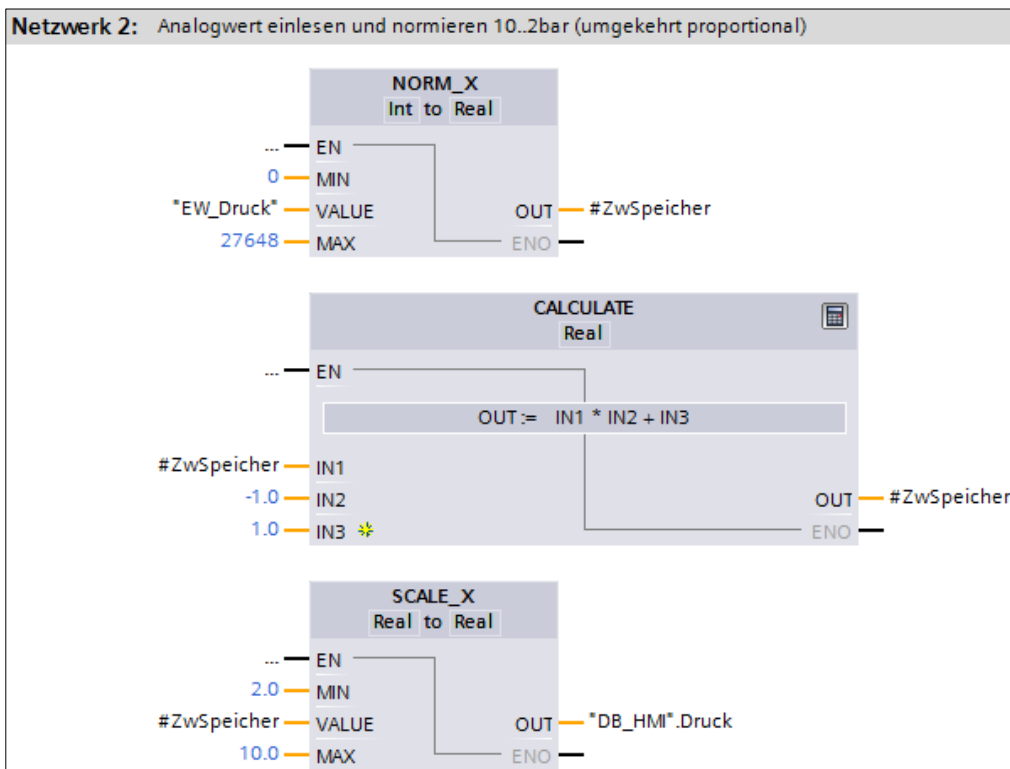 Netzwerk 2: Analogwert einlesen und normieren 10..2bar (umgekehrt proportional)
NORM_X
Int to Real
... EN
0 MIN
"EW_Druck" VALUE OUT #ZwSpeicher
27648 MAX ENO
CALCULATE
Real
... EN
OUT := IN1 * IN2 + IN3
#ZwSpeicher IN1
-1.0 IN2 OUT #ZwSpeicher
1.0 IN3 ENO
SCALE_X
Real to Real
... EN
2.0 MIN
#ZwSpeicher VALUE OUT "DB_HMI".Druck
10.0 MAX ENO